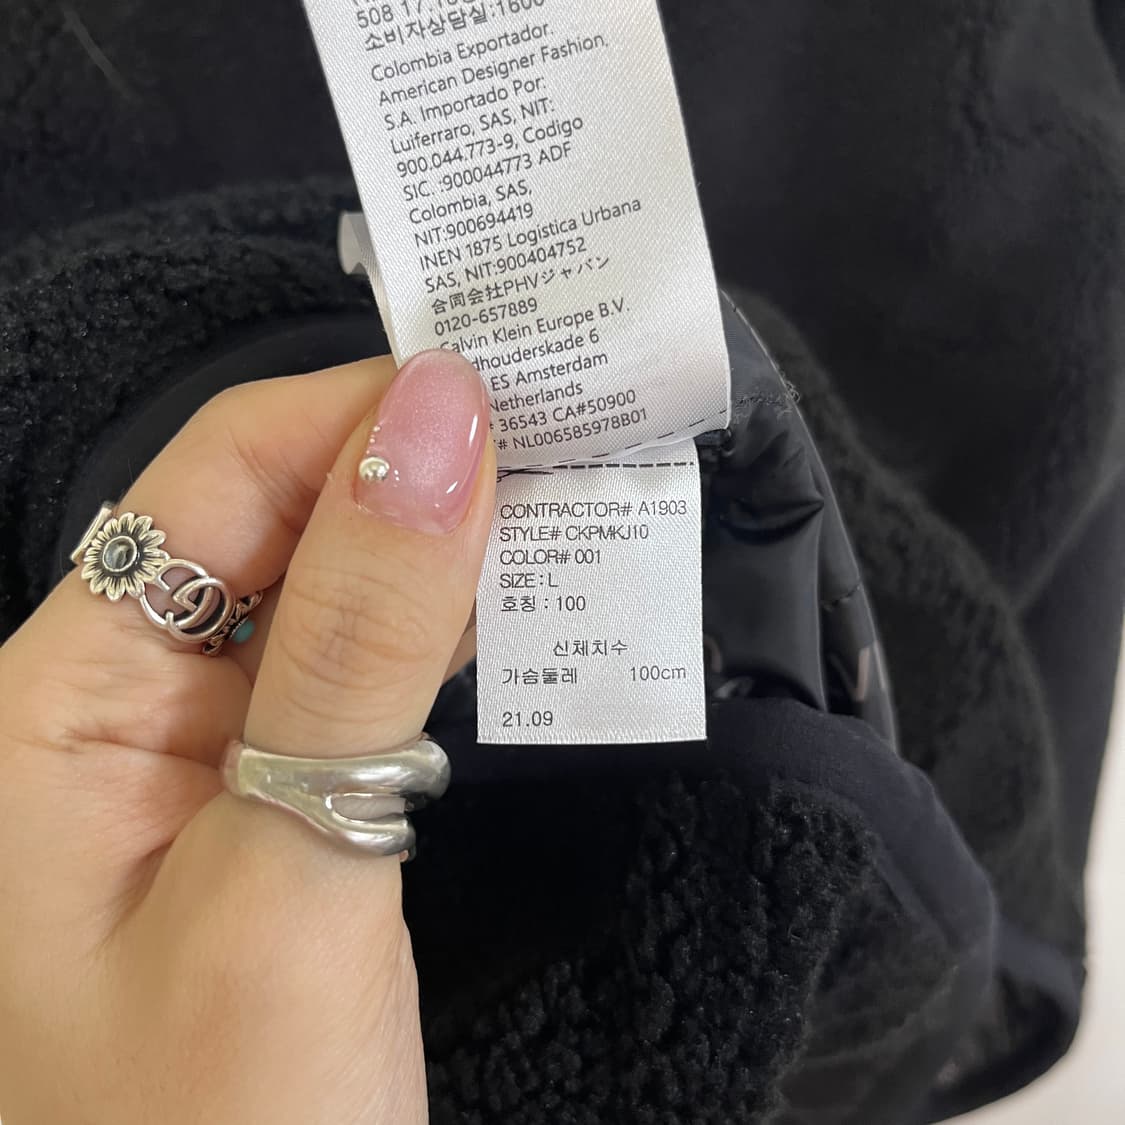 508 17,
소비자상담실:1600
Colombia Exportador.
American Designer Fashion,
S.A. Importado Por:
Luiferraro, SAS, NIT:
900.044.773-9, Codigo
SIC. :900044773 ADF
Colombia, SAS,
NIT:900694419
INEN 1875 Logistica Urbana
SAS, NIT:900404752
合同会社PHVジャパン
0120-657889
Calvin Klein Europe B.V.
dhouderskade 6
ES Amsterdam
Netherlands
# 36543 CA#50900
# NL006585978B01
CONTRACTOR# A1903
STYLE# CKPMKJ10
COLOR# 001
SIZE : L
호칭 : 100
신체치수
가슴둘레 100cm
21.09